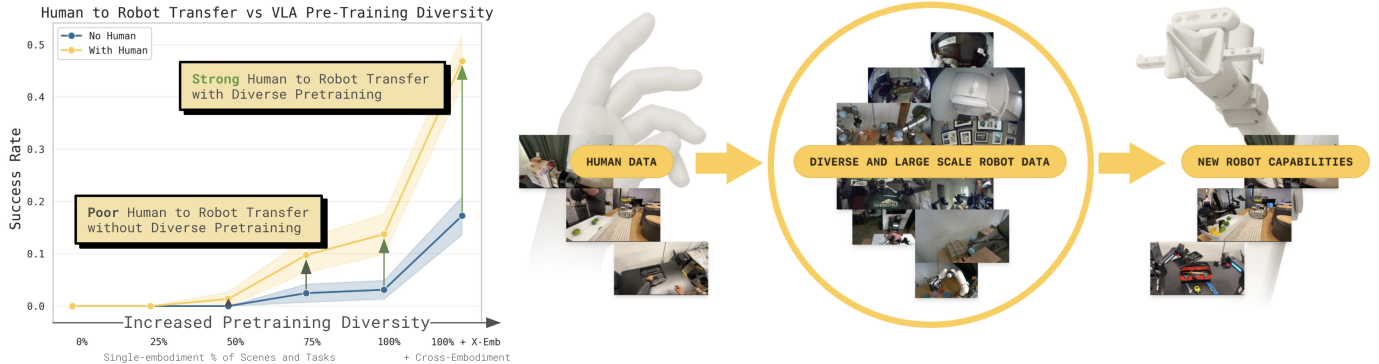 Human to Robot Transfer vs VLA Pre-Training Diversity
No Human
With Human
Strong Human to Robot Transfer
with Diverse Pretraining
Poor Human to Robot Transfer
without Diverse Pretraining
Success Rate
0.5
0.4
0.3
0.2
0.1
0.0
Increased Pretraining Diversity
0% 25% 50% 75% 100% 100% + X-Emb
Single-embodiment % of Scenes and Tasks + Cross-Embodiment
HUMAN DATA
DIVERSE AND LARGE SCALE ROBOT DATA
NEW ROBOT CAPABILITIES